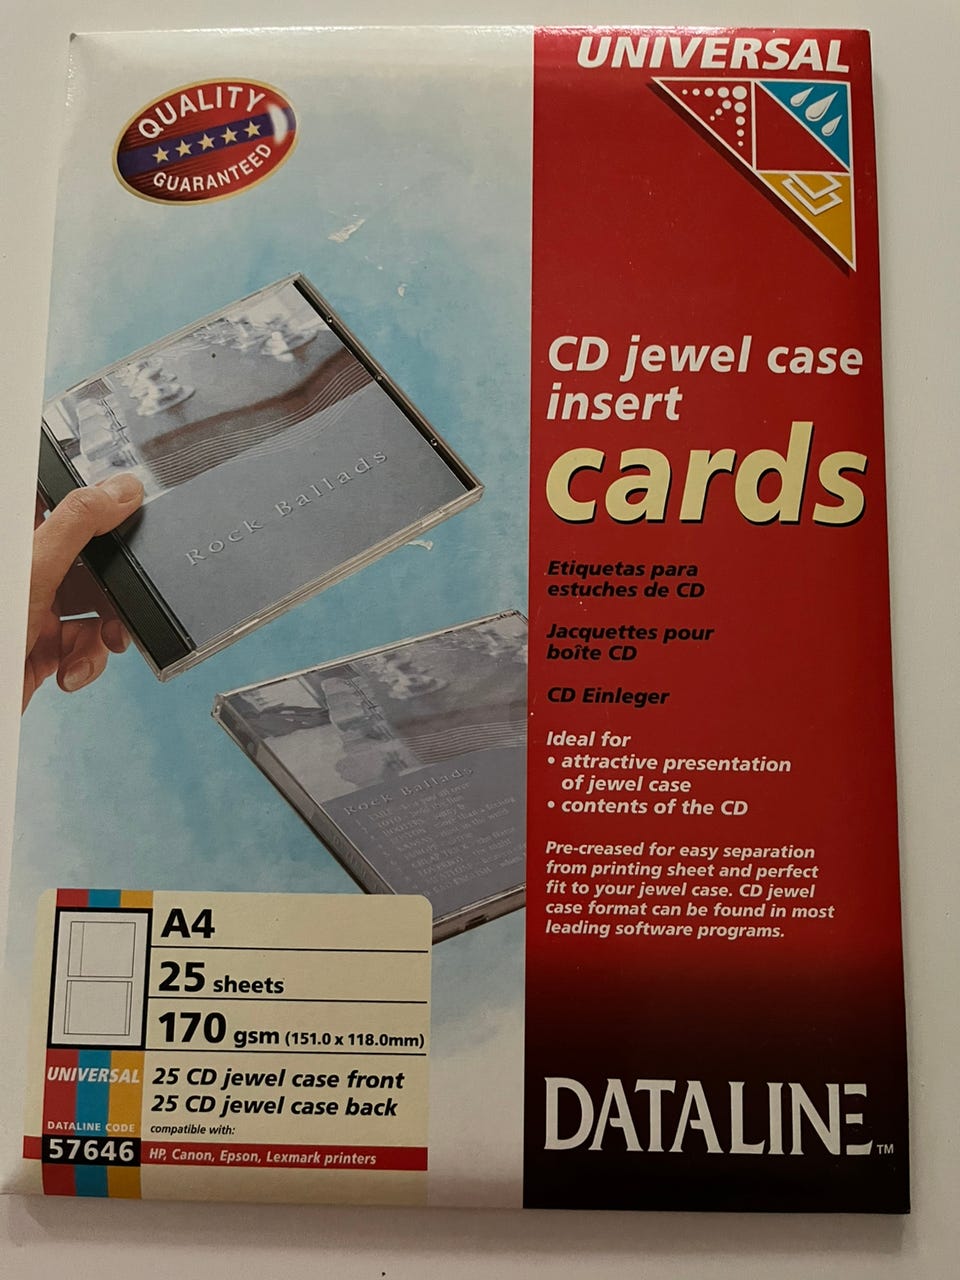 UNIVERSAL
QUALITY
GUARANTEED
CD jewel case
insert
cards
Rock Ballads
Etiquetas para
estuches de CD
Jacquettes pour
boîte CD
CD Einleger
Ideal for
• attractive presentation
of jewel case
• contents of the CD
Rock Ballads
Pre-creased for easy separation
from printing sheet and perfect
fit to your jewel case. CD jewel
case format can be found in most
leading software programs.
A4
25 sheets
170 gsm (151.0 x 118.0mm)
UNIVERSAL
25 CD jewel case front
25 CD jewel case back
DATALINE CODE
57646
compatible with:
HP, Canon, Epson, Lexmark printers
DATALINE™